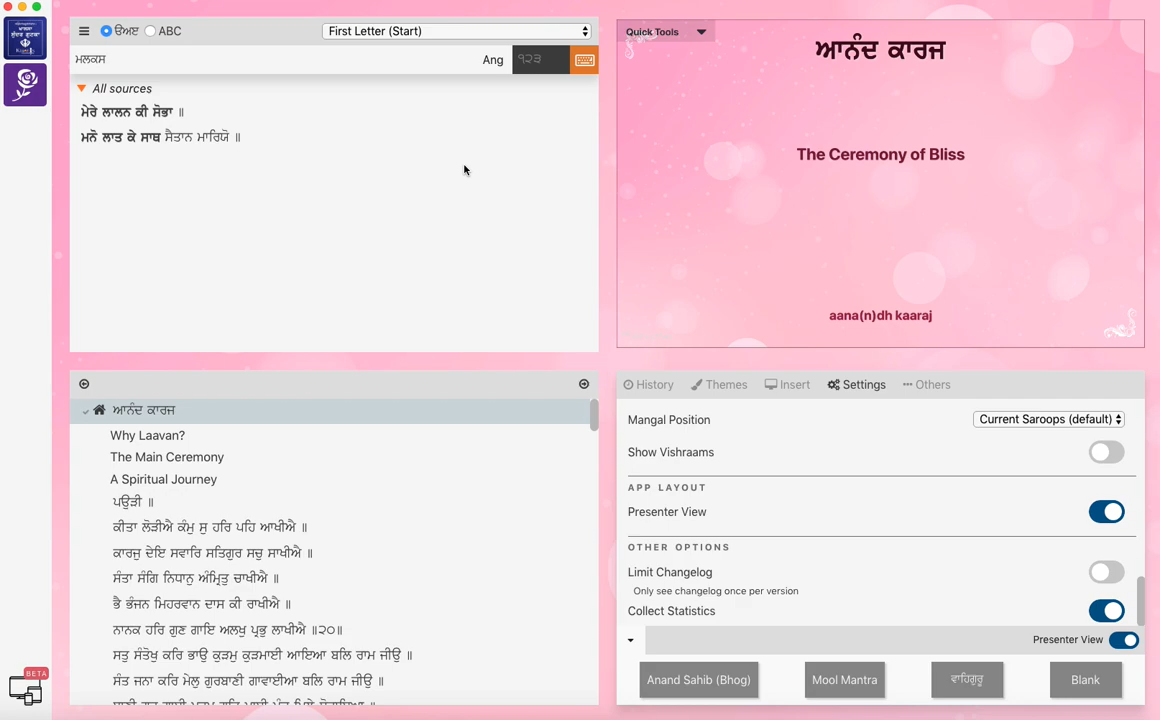 ੳਅੲ ABC First Letter (Start)
ਮਲਕਸ Ang ੧੨੩
All sources
ਮੇਰੇ ਲਾਲਨ ਕੀ ਸੋਭਾ ॥
ਮਨੋ ਲਾਤ ਕੇ ਸਾਥ ਸੈਤਾਨ ਮਾਰਿਯੋ ॥
Quick Tools
ਆਨੰਦ ਕਾਰਜ
The Ceremony of Bliss
aana(n)dh kaaraj
ਆਨੰਦ ਕਾਰਜ
Why Laavan?
The Main Ceremony
A Spiritual Journey
ਪਉੜੀ ॥
ਕੀਤਾ ਲੋੜੀਐ ਕੰਮੁ ਸੁ ਹਰਿ ਪਹਿ ਆਖੀਐ ॥
ਕਾਰਜੁ ਦੇਇ ਸਵਾਰਿ ਸਤਿਗੁਰ ਸਚੁ ਸਾਖੀਐ ॥
ਸੰਤਾ ਸੰਗਿ ਨਿਧਾਨੁ ਅੰਮ੍ਰਿਤੁ ਚਾਖੀਐ ॥
ਭੈ ਭੰਜਨ ਮਿਹਰਵਾਨ ਦਾਸ ਕੀ ਰਾਖੀਐ ॥
ਨਾਨਕ ਹਰਿ ਗੁਣ ਗਾਇ ਅਲਖੁ ਪ੍ਰਭੁ ਲਾਖੀਐ ॥੨੦॥
ਸਤੁ ਸੰਤੋਖੁ ਕਰਿ ਭਾਉ ਕੁੜਮੁ ਕੁੜਮਾਈ ਆਇਆ ਬਲਿ ਰਾਮ ਜੀਉ ॥
ਸੰਤ ਜਨਾ ਕਰਿ ਮੇਲੁ ਗੁਰਬਾਣੀ ਗਾਵਾਈਆ ਬਲਿ ਰਾਮ ਜੀਉ ॥
History Themes Insert Settings Others
Mangal Position Current Saroops (default)
Show Vishraams
APP LAYOUT
Presenter View
OTHER OPTIONS
Limit Changelog
Only see changelog once per version
Collect Statistics
Presenter View
Anand Sahib (Bhog) Mool Mantra ਵਾਹਿਗੁਰੂ Blank
BETA